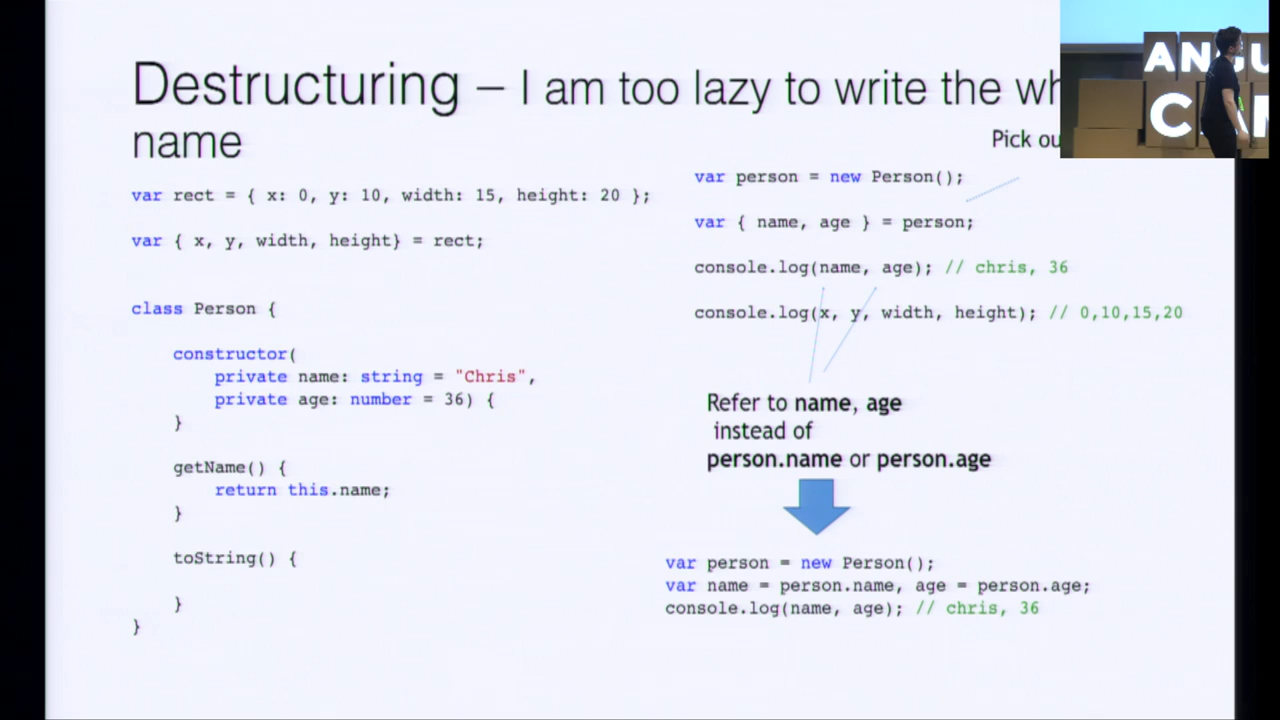 Destructuring – I am too lazy to write the
name
Pick
var rect = { x: 0, y: 10, width: 15, height: 20 };
var { x, y, width, height} = rect;
class Person {
constructor(
private name: string = "Chris",
private age: number = 36) {
}
getName() {
return this.name;
}
toString() {
}
}
var person = new Person();
var { name, age } = person;
console.log(name, age); // chris, 36
console.log(x, y, width, height); // 0,10,15,20
Refer to name, age
instead of
person.name or person.age
var person = new Person();
var name = person.name, age = person.age;
console.log(name, age); // chris, 36